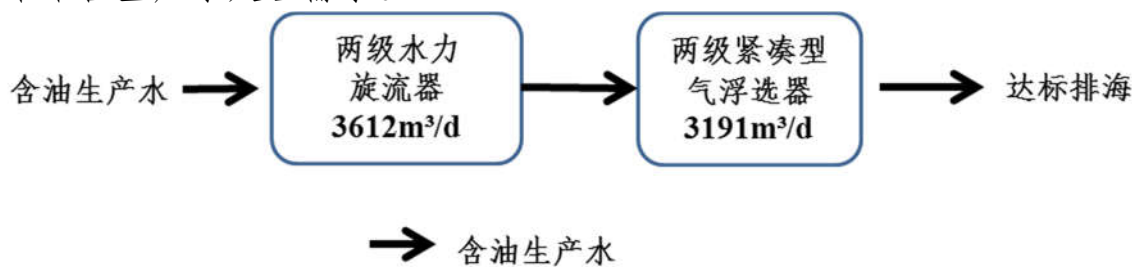 含油生产水
两级水力
旋流器
3612m³/d
两级紧凑型
气浮选器
3191m³/d
达标排海
含油生产水